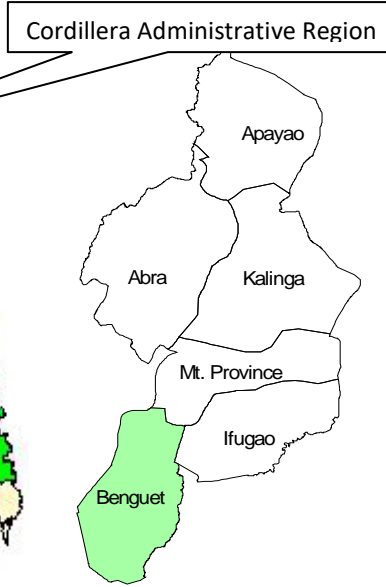 Cordillera Administrative Region
Apayao
Abra
Kalinga
Mt. Province
Ifugao
Benguet